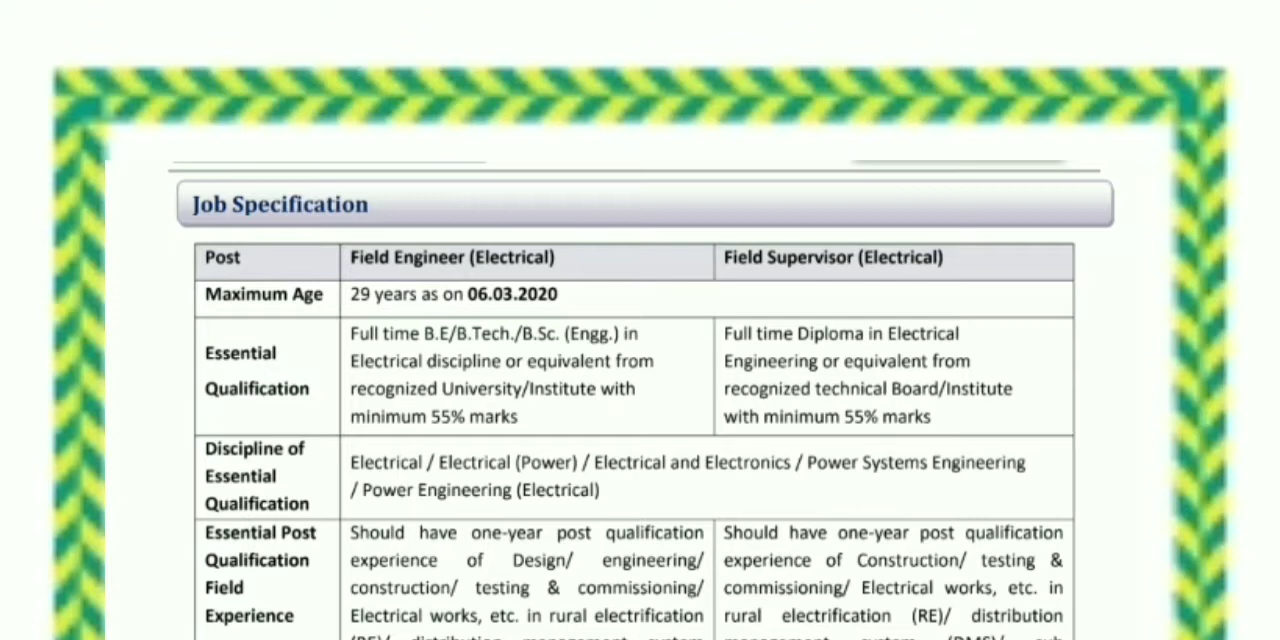 Job Specification
Post
Field Engineer (Electrical)
Field Supervisor (Electrical)
Maximum Age
29 years as on 06.03.2020
Essential
Qualification
Full time B.E/B.Tech./B.Sc. (Engg.) in
Electrical discipline or equivalent from
recognized University/Institute with
minimum 55% marks
Full time Diploma in Electrical
Engineering or equivalent from
recognized technical Board/Institute
with minimum 55% marks
Discipline of
Essential
Qualification
Electrical / Electrical (Power) / Electrical and Electronics / Power Systems Engineering
/ Power Engineering (Electrical)
Essential Post
Qualification
Field
Experience
Should have one-year post qualification
experience of Design/ engineering/
construction/ testing & commissioning/
Electrical works, etc. in rural electrification
Should have one-year post qualification
experience of Construction/ testing &
commissioning/ Electrical works, etc. in
rural electrification (RE)/ distribution